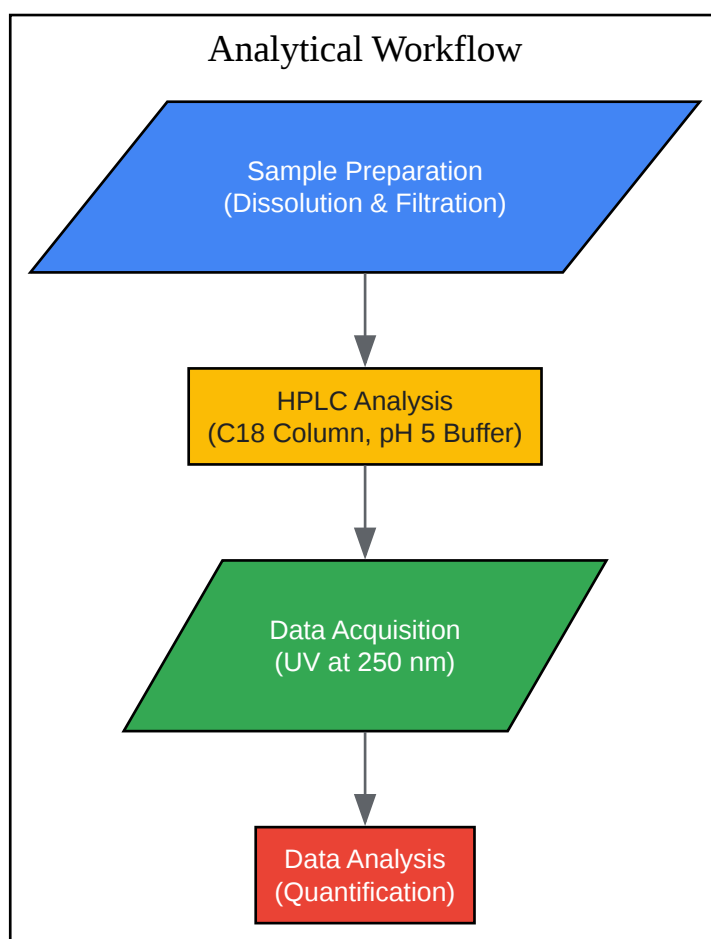 Analytical Workflow
Sample Preparation
(Dissolution & Filtration)
HPLC Analysis
(C18 Column, pH 5 Buffer)
Data Acquisition
(UV at 250 nm)
Data Analysis
(Quantification)